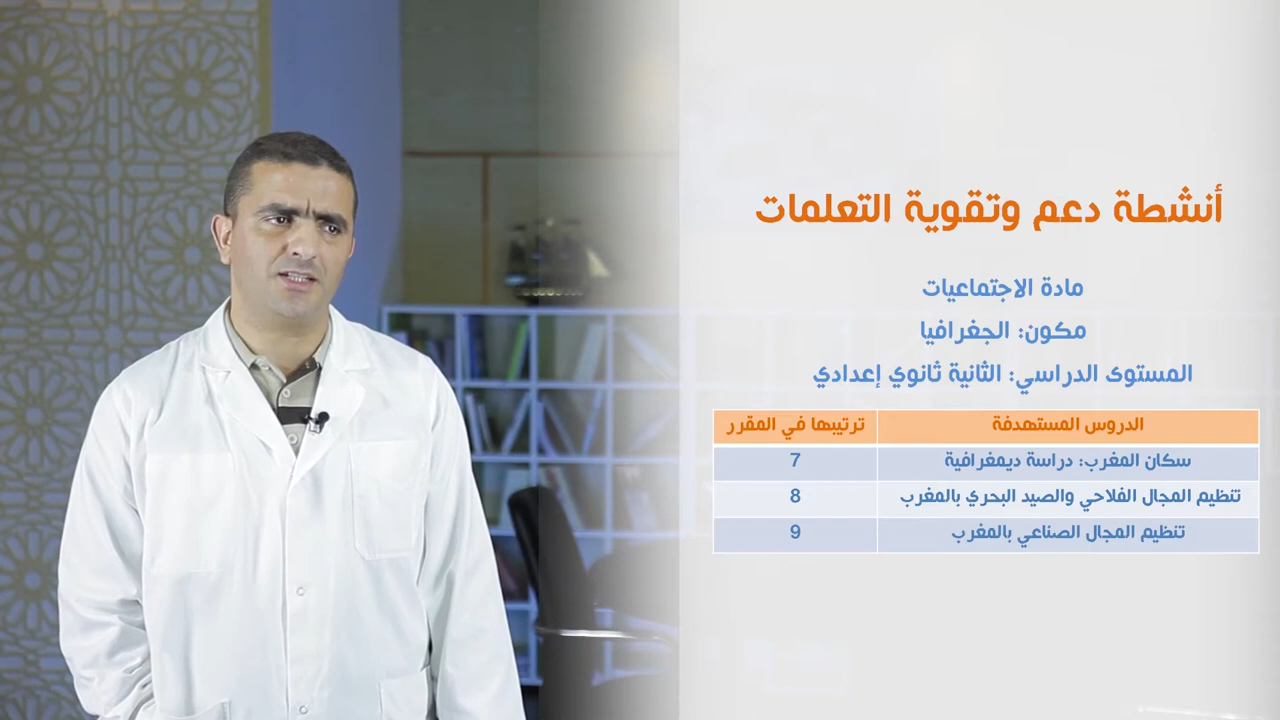 أنشطة دعم وتقوية التعلمات
مادة الاجتماعيات
مكون: الجغرافيا
المستوى الدراسي: الثانية ثانوي إعدادي
الدروس المستهدفة ترتيبها في المقرر
سكان المغرب: دراسة ديمغرافية 7
تنظيم المجال الفلاحي والصيد البحري بالمغرب 8
تنظيم المجال الصناعي بالمغرب 9